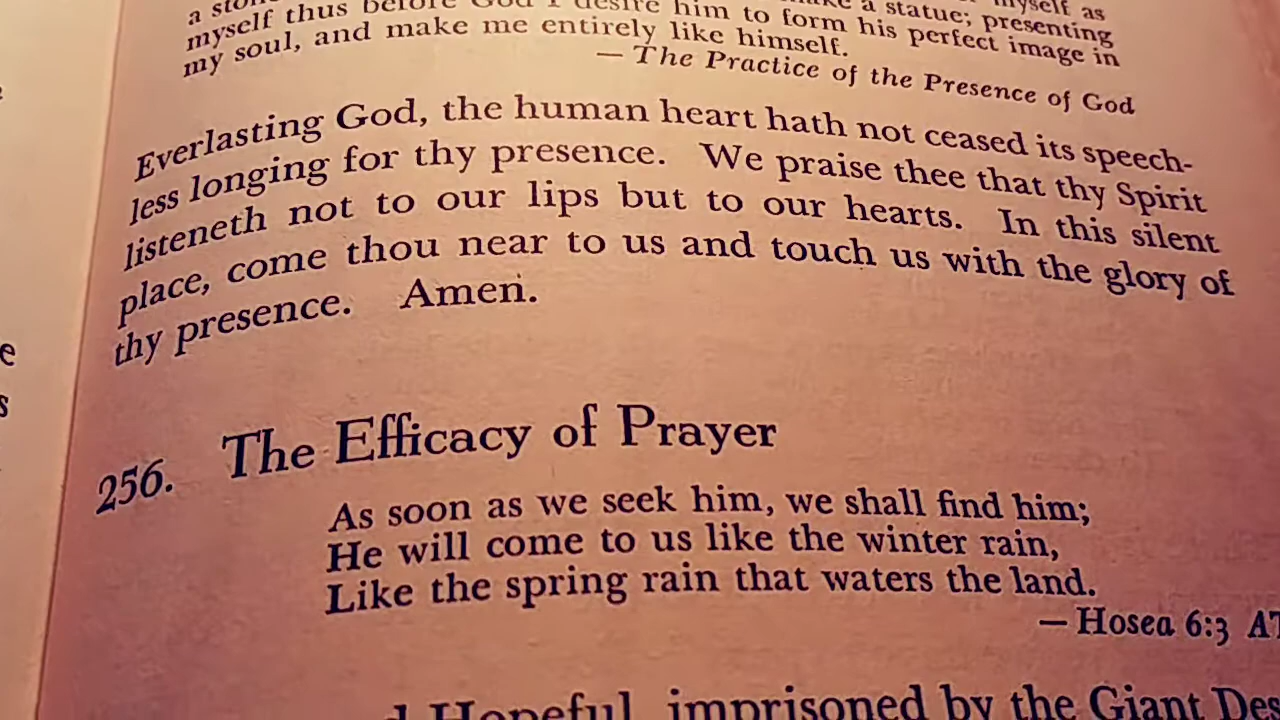 myself as
a statue; presenting
myself thus before God I desire him to form his perfect image in
my soul, and make me entirely like himself.
— The Practice of the Presence of God
Everlasting God, the human heart hath not ceased its speech-
less longing for thy presence. We praise thee that thy Spirit
listeneth not to our lips but to our hearts. In this silent
place, come thou near to us and touch us with the glory of
thy presence. Amen.
256. The Efficacy of Prayer
As soon as we seek him, we shall find him;
He will come to us like the winter rain,
Like the spring rain that waters the land.
— Hosea 6:3
Hopeful, imprisoned by the Giant